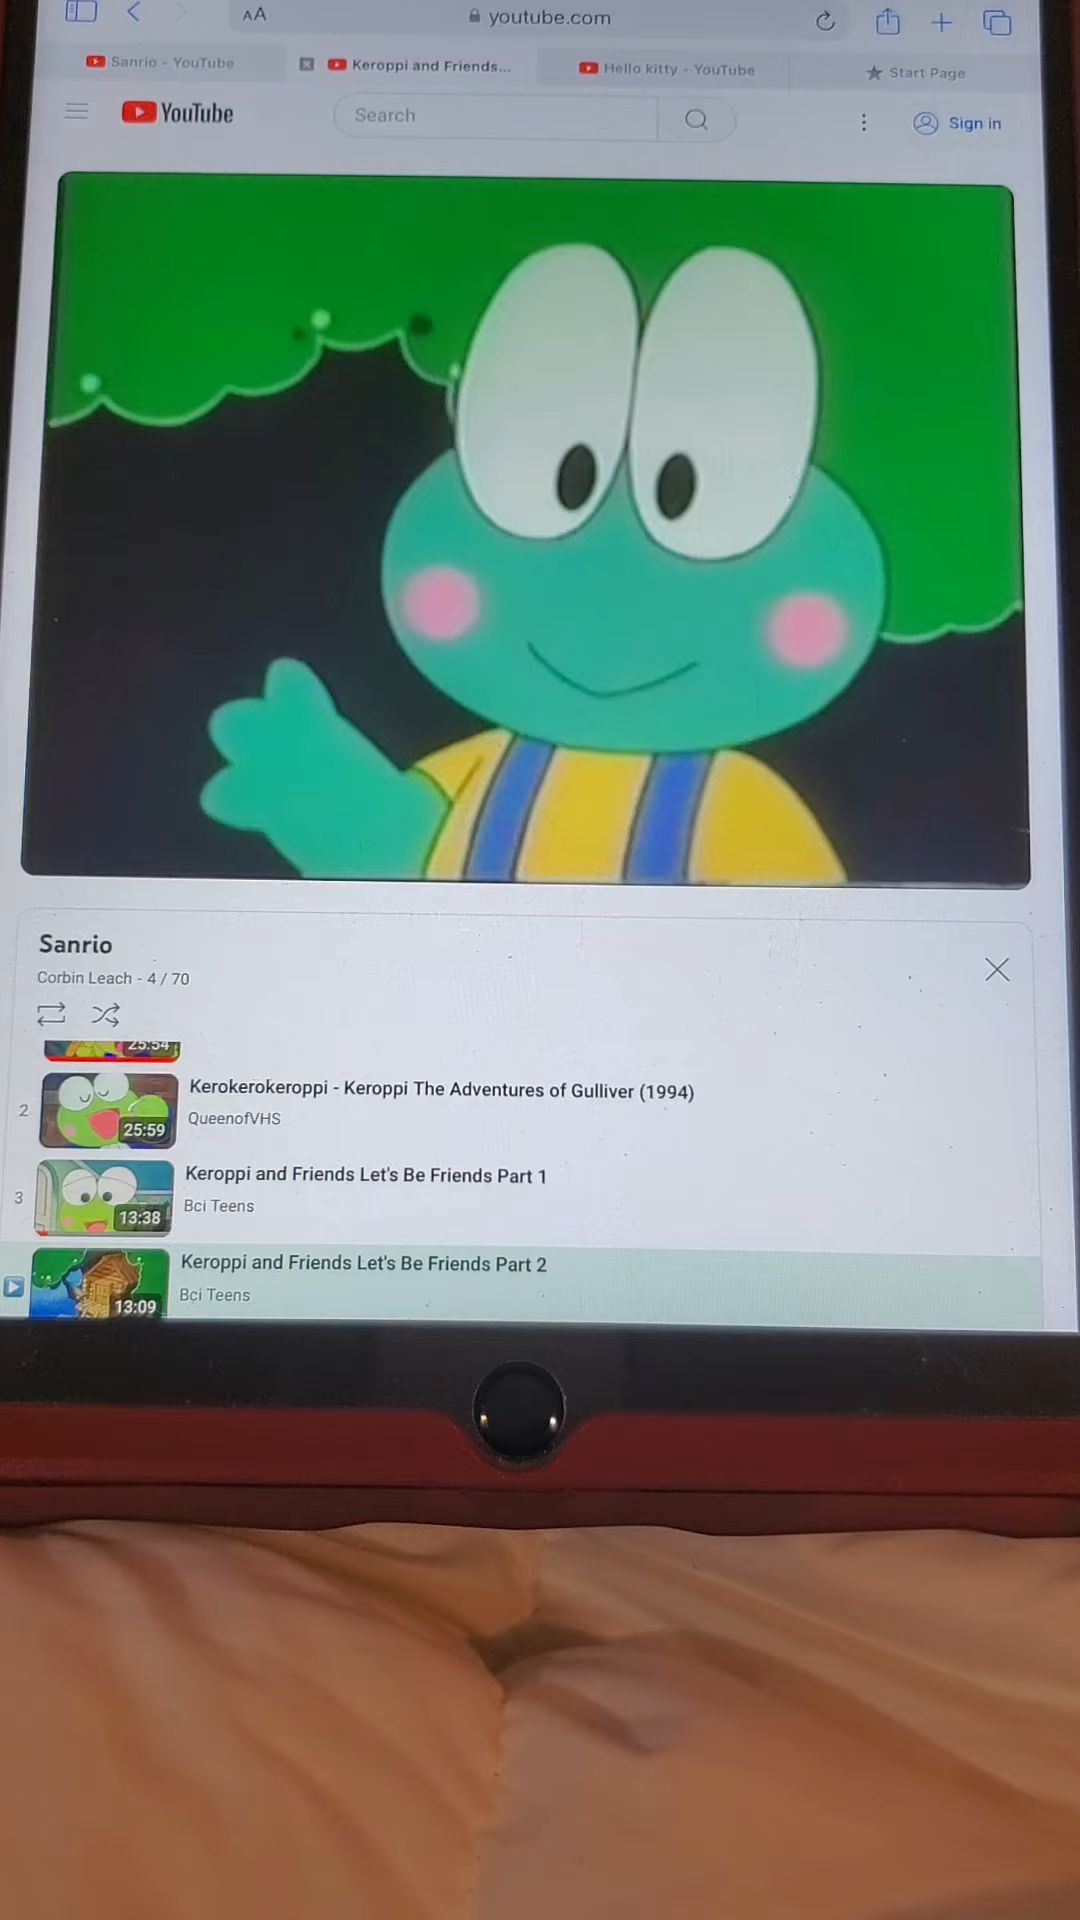 AA youtube.com
Sanrio - YouTube Keroppi and Friends... Hello kitty - YouTube Start Page
YouTube Search Sign in
Sanrio
Corbin Leach - 4 / 70
25:54
2 Kerokerokeroppi - Keroppi The Adventures of Gulliver (1994)
QueenofVHS
25:59
3 Keroppi and Friends Let's Be Friends Part 1
Bci Teens
13:38
Keroppi and Friends Let's Be Friends Part 2
Bci Teens
13:09